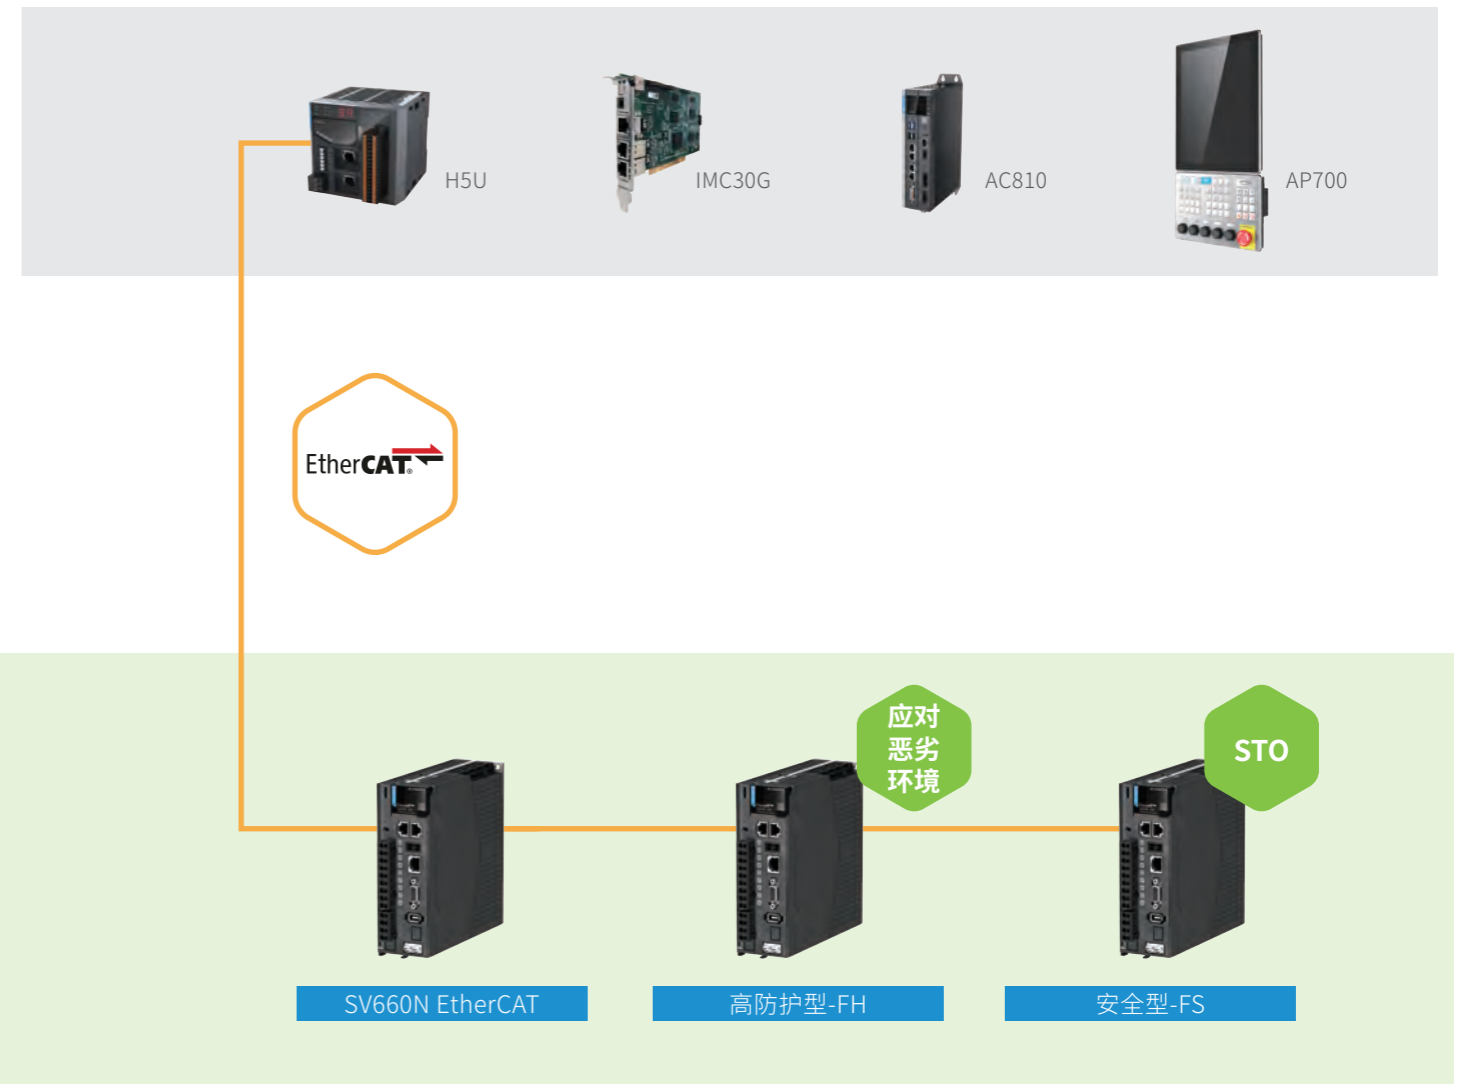 H5U
IMC30G
AC810
AP700
EtherCAT®
应对
恶劣
环境
STO
SV660N EtherCAT
高防护型-FH
安全型-FS